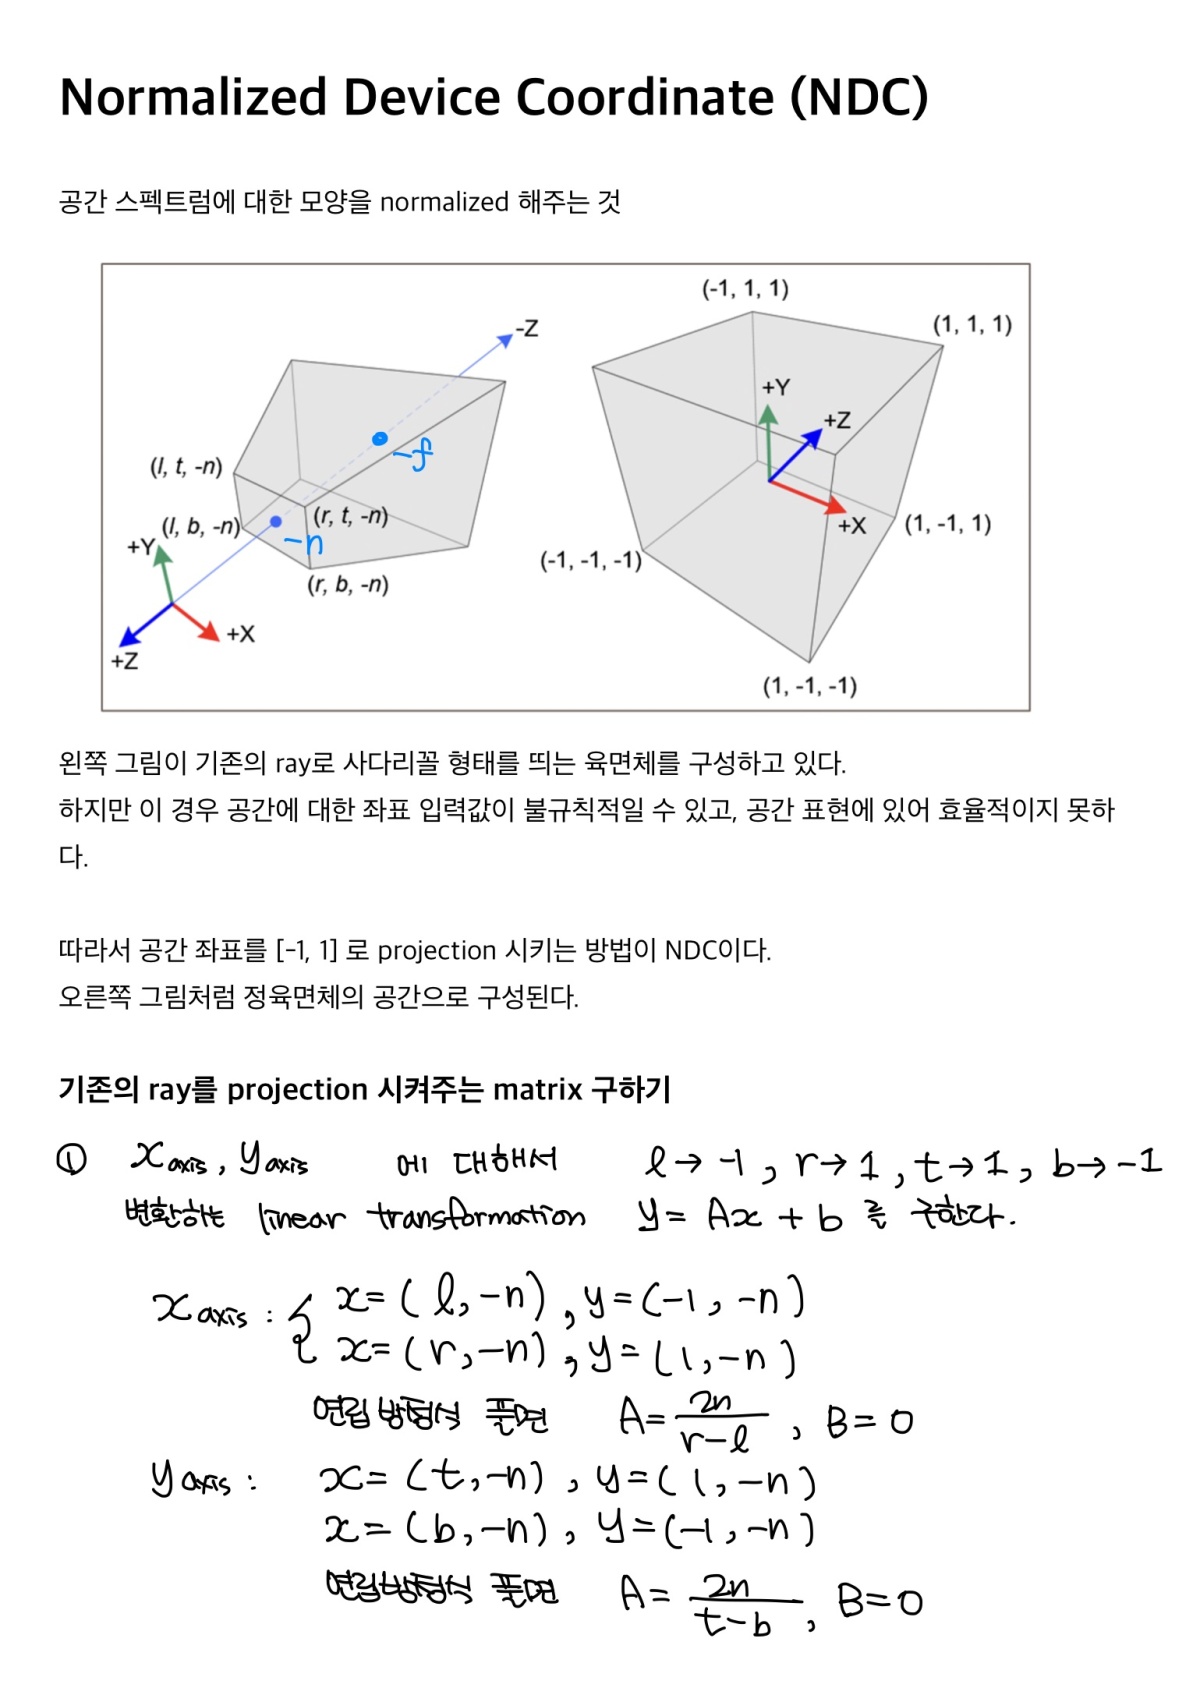 Normalized Device Coordinate (NDC)
공간 스펙트럼에 대한 모양을 normalized 해주는 것
(-1, 1, 1)
(1, 1, 1)
-Z
+Y
+Z
-f
(l, t, -n)
(r, t, -n)
(l, b, -n)
+X
(1, -1, 1)
-n
+Y
(-1, -1, -1)
(r, b, -n)
+X
+Z
(1, -1, -1)
왼쪽 그림이 기존의 ray로 사다리꼴 형태를 띄는 육면체를 구성하고 있다.
하지만 이 경우 공간에 대한 좌표 입력값이 불규칙적일 수 있고, 공간 표현에 있어 효율적이지 못하
다.
따라서 공간 좌표를 [-1, 1] 로 projection 시키는 방법이 NDC이다.
오른쪽 그림처럼 정육면체의 공간으로 구성된다.
기존의 ray를 projection 시켜주는 matrix 구하기
① x axis, y axis 에 대해서 l→ -1, r→ 1, t→ 1, b→ -1
변환하는 linear transformation y= Ax + b 를 구한다.
x axis : { x= (l, -n), y= (-1, -n)
x= (r, -n), y= (1, -n)
연립 방정식 풀면 A= 2n/(r-l), B= 0
y axis : x= (t, -n), y= (1, -n)
x= (b, -n), y= (-1, -n)
연립방정식 풀면 A= 2n/(t-b), B= 0